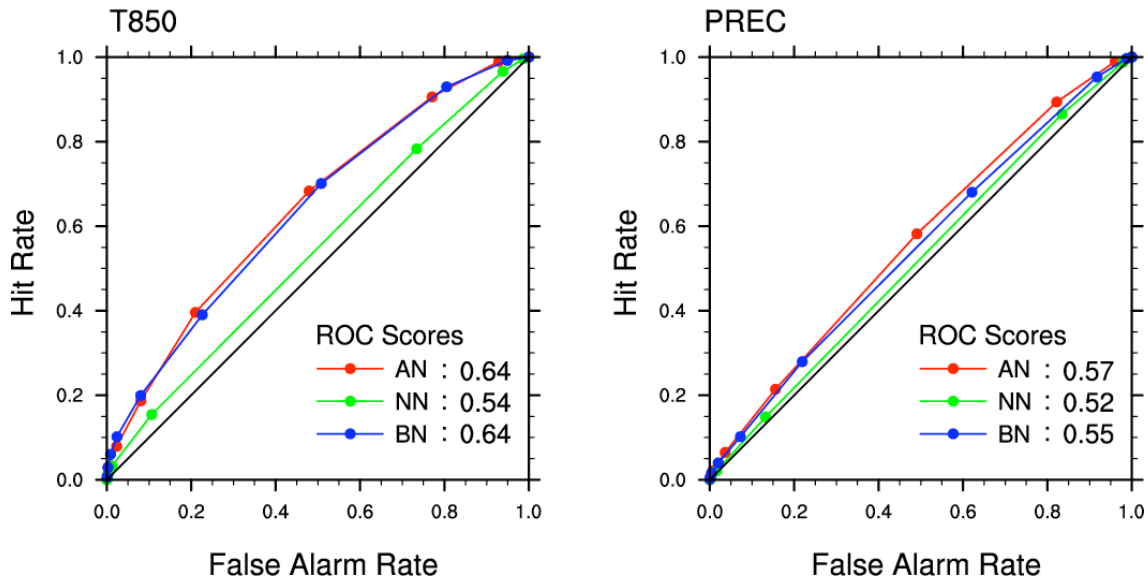 T850
1.0
0.8
0.6
0.4
0.2
0.0
Hit Rate
0.0 0.2 0.4 0.6 0.8 1.0
False Alarm Rate
ROC Scores
AN : 0.64
NN : 0.54
BN : 0.64
PREC
1.0
0.8
0.6
0.4
0.2
0.0
Hit Rate
0.0 0.2 0.4 0.6 0.8 1.0
False Alarm Rate
ROC Scores
AN : 0.57
NN : 0.52
BN : 0.55